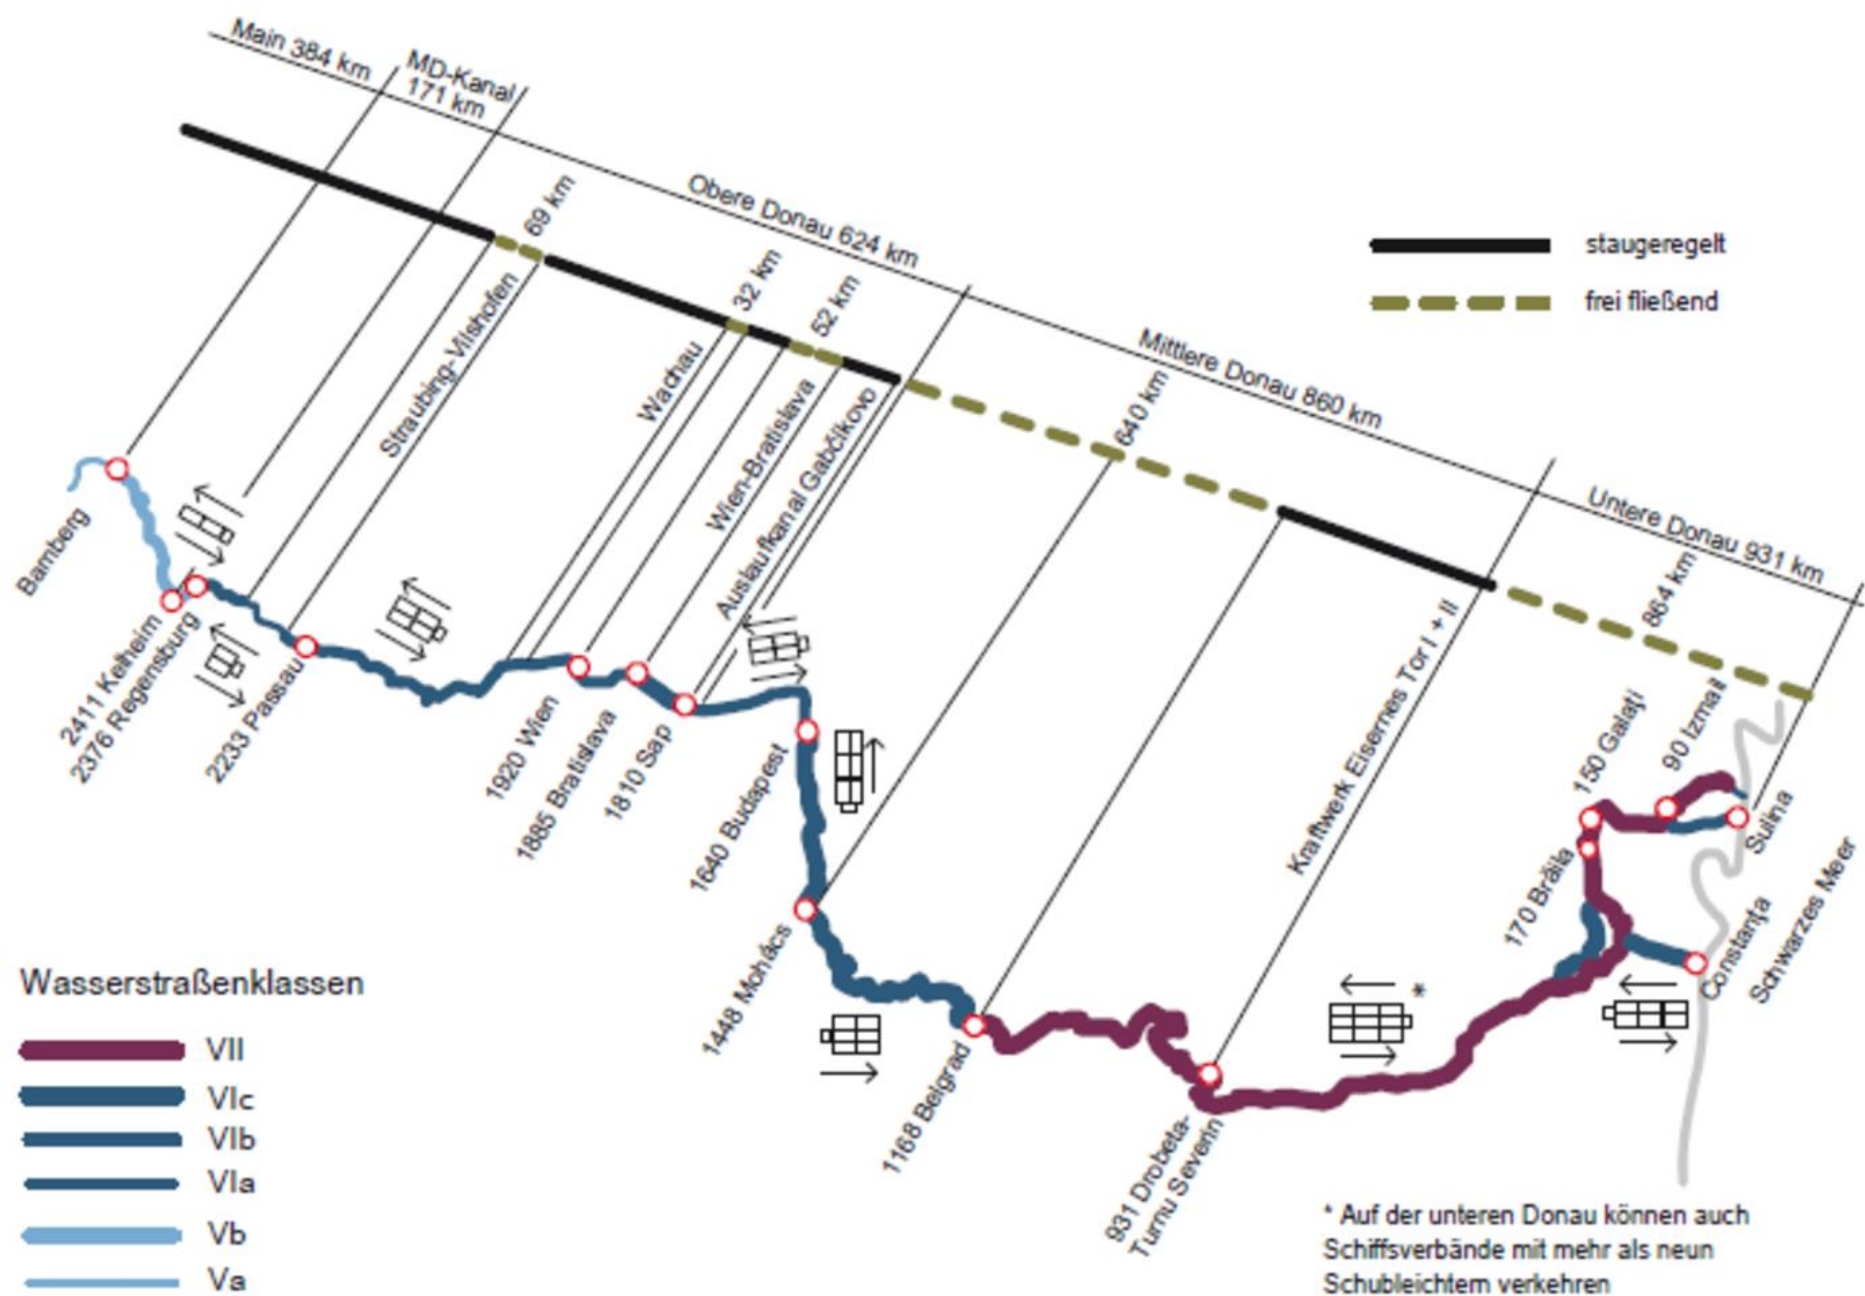 Main 384 km
MD-Kanal
171 km
Obere Donau 624 km
Mittlere Donau 860 km
Untere Donau 931 km
69 km
32 km
52 km
640 km
864 km
staugeregelt
frei fließend
Straubing-Vilshofen
Wachau
Wien-Bratislava
Auslaufkanal Gabčíkovo
Kraftwerk Eisernes Tor I + II
Bamberg
2411 Kelheim
2376 Regensburg
2233 Passau
1920 Wien
1885 Bratislava
1810 Sap
1640 Budapest
1448 Mohács
1168 Belgrad
931 Drobeta-
Turnu Severin
170 Brăila
150 Galaţi
90 Izmail
Sulina
Constanţa
Schwarzes Meer
*
Wasserstraßenklassen
VII
VIc
VIb
VIa
Vb
Va
* Auf der unteren Donau können auch
Schiffsverbände mit mehr als neun
Schubleichtern verkehren